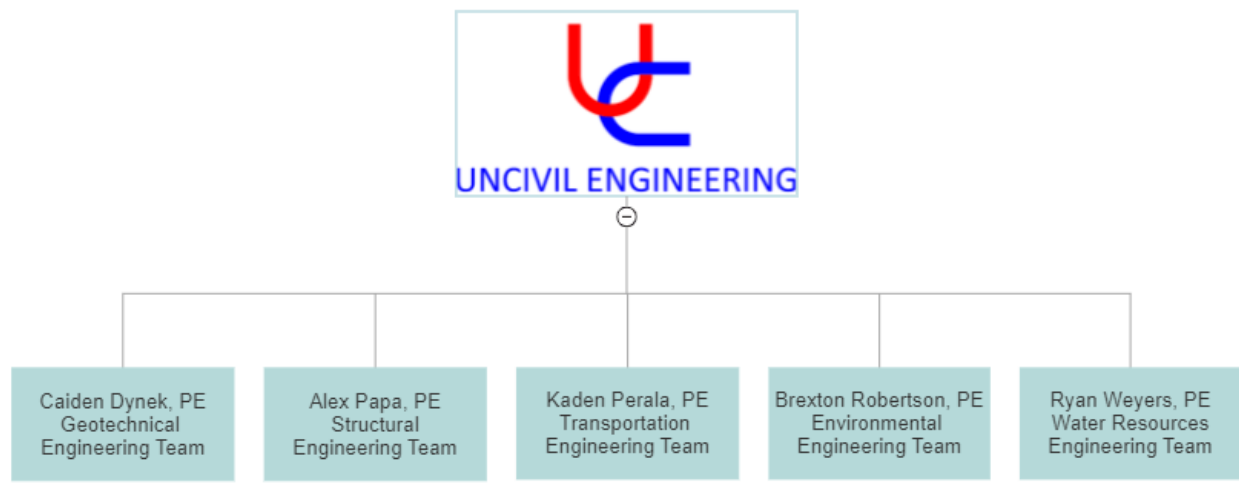 UC
UNCIVIL ENGINEERING
Caiden Dynek, PE
Geotechnical
Engineering Team
Alex Papa, PE
Structural
Engineering Team
Kaden Perala, PE
Transportation
Engineering Team
Brexton Robertson, PE
Environmental
Engineering Team
Ryan Weyers, PE
Water Resources
Engineering Team